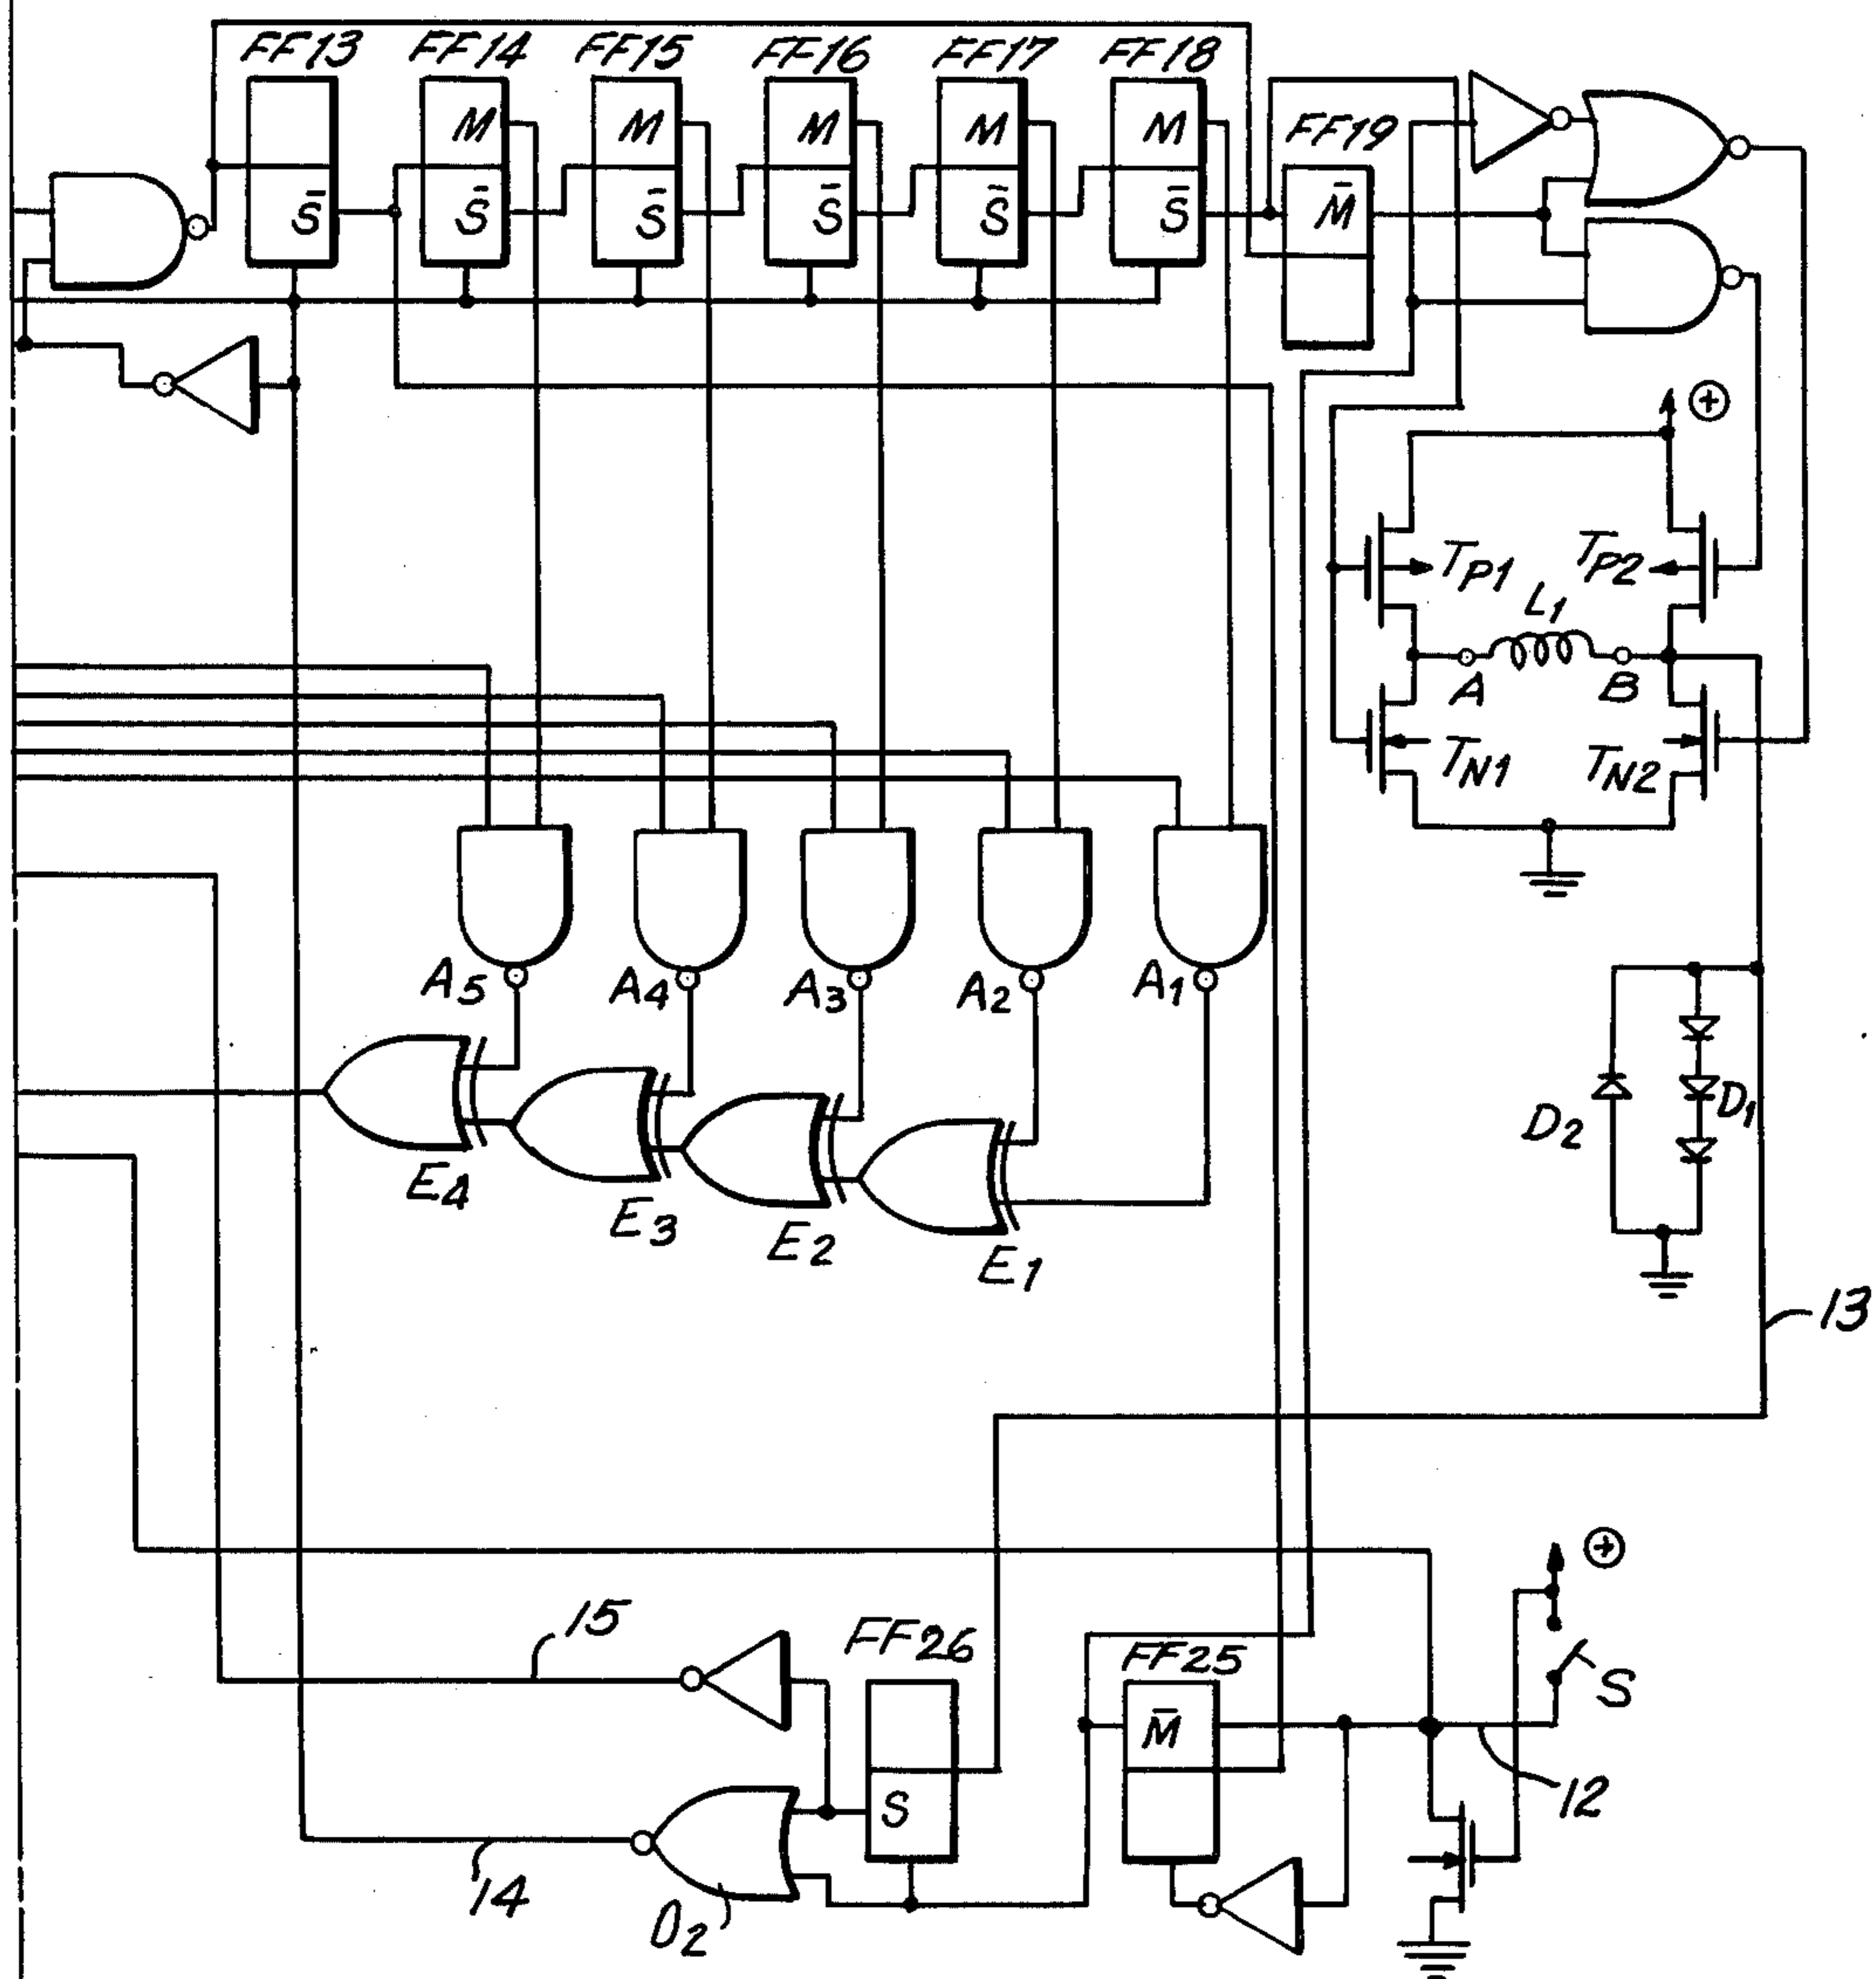 FF13 FF14 FF15 FF16 FF17 FF18
M M M M M
FF19
S̄ S̄ S̄ S̄ S̄ S̄ M̄
+
TP1 TP2
L1
A B
TN1 TN2
A5 A4 A3 A2 A1
D1
D2
E4 E3 E2 E1
13
+
15 FF26 FF25
S
M̄
S
12
14
O2